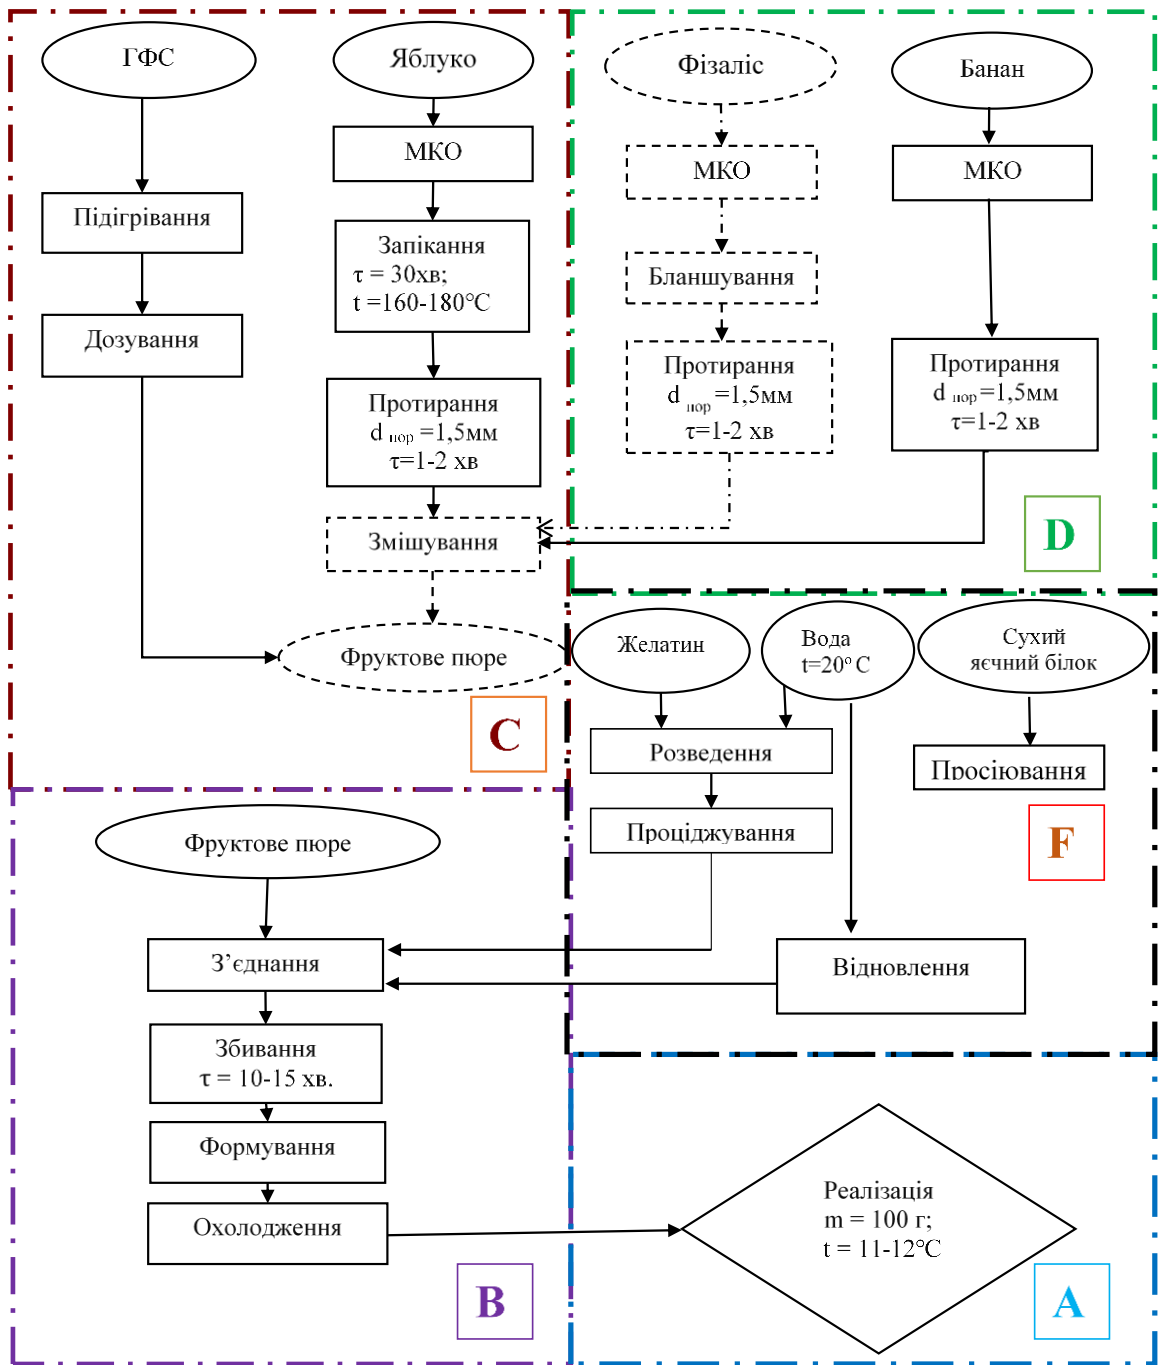 ГФС
Яблуко
МКО
Підігрівання
Запікання
τ = 30хв;
t =160-180°С
Дозування
Протирання
d пор =1,5мм
τ=1-2 хв
Змішування
Фруктове пюре
C
Фізаліс
Банан
МКО
МКО
Бланшування
Протирання
d пор =1,5мм
τ=1-2 хв
Протирання
d пор =1,5мм
τ=1-2 хв
D
Желатин
Вода
t=20º С
Сухий
яєчний білок
Розведення
Просіювання
Проціджування
F
Відновлення
Фруктове пюре
З’єднання
Збивання
τ = 10-15 хв.
Формування
Охолодження
B
Реалізація
m = 100 г;
t = 11-12°С
A